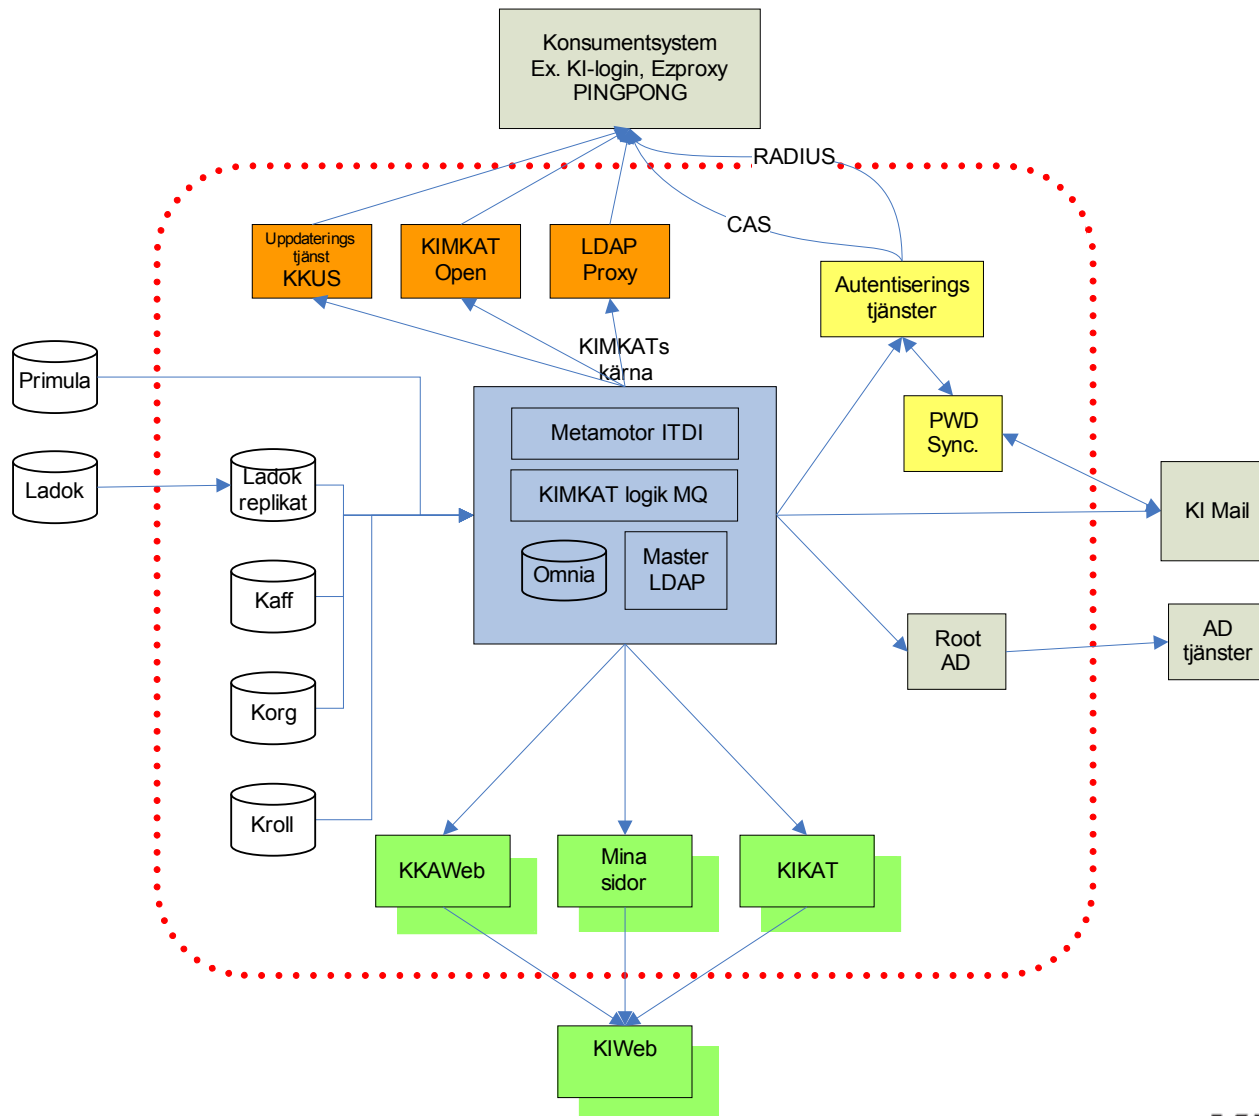 Konsumentsystem
Ex. KI-login, Ezproxy
PINGPONG
RADIUS
CAS
Uppdaterings
tjänst
KKUS
KIMKAT
Open
LDAP
Proxy
Autentiserings
tjänster
KIMKATs
kärna
Primula
PWD
Sync.
Metamotor ITDI
Ladok
Ladok
replikat
KIMKAT logik MQ
KI Mail
Omnia
Master
LDAP
Kaff
Root
AD
AD
tjänster
Korg
Kroll
KKAWeb
Mina
sidor
KIKAT
KIWeb